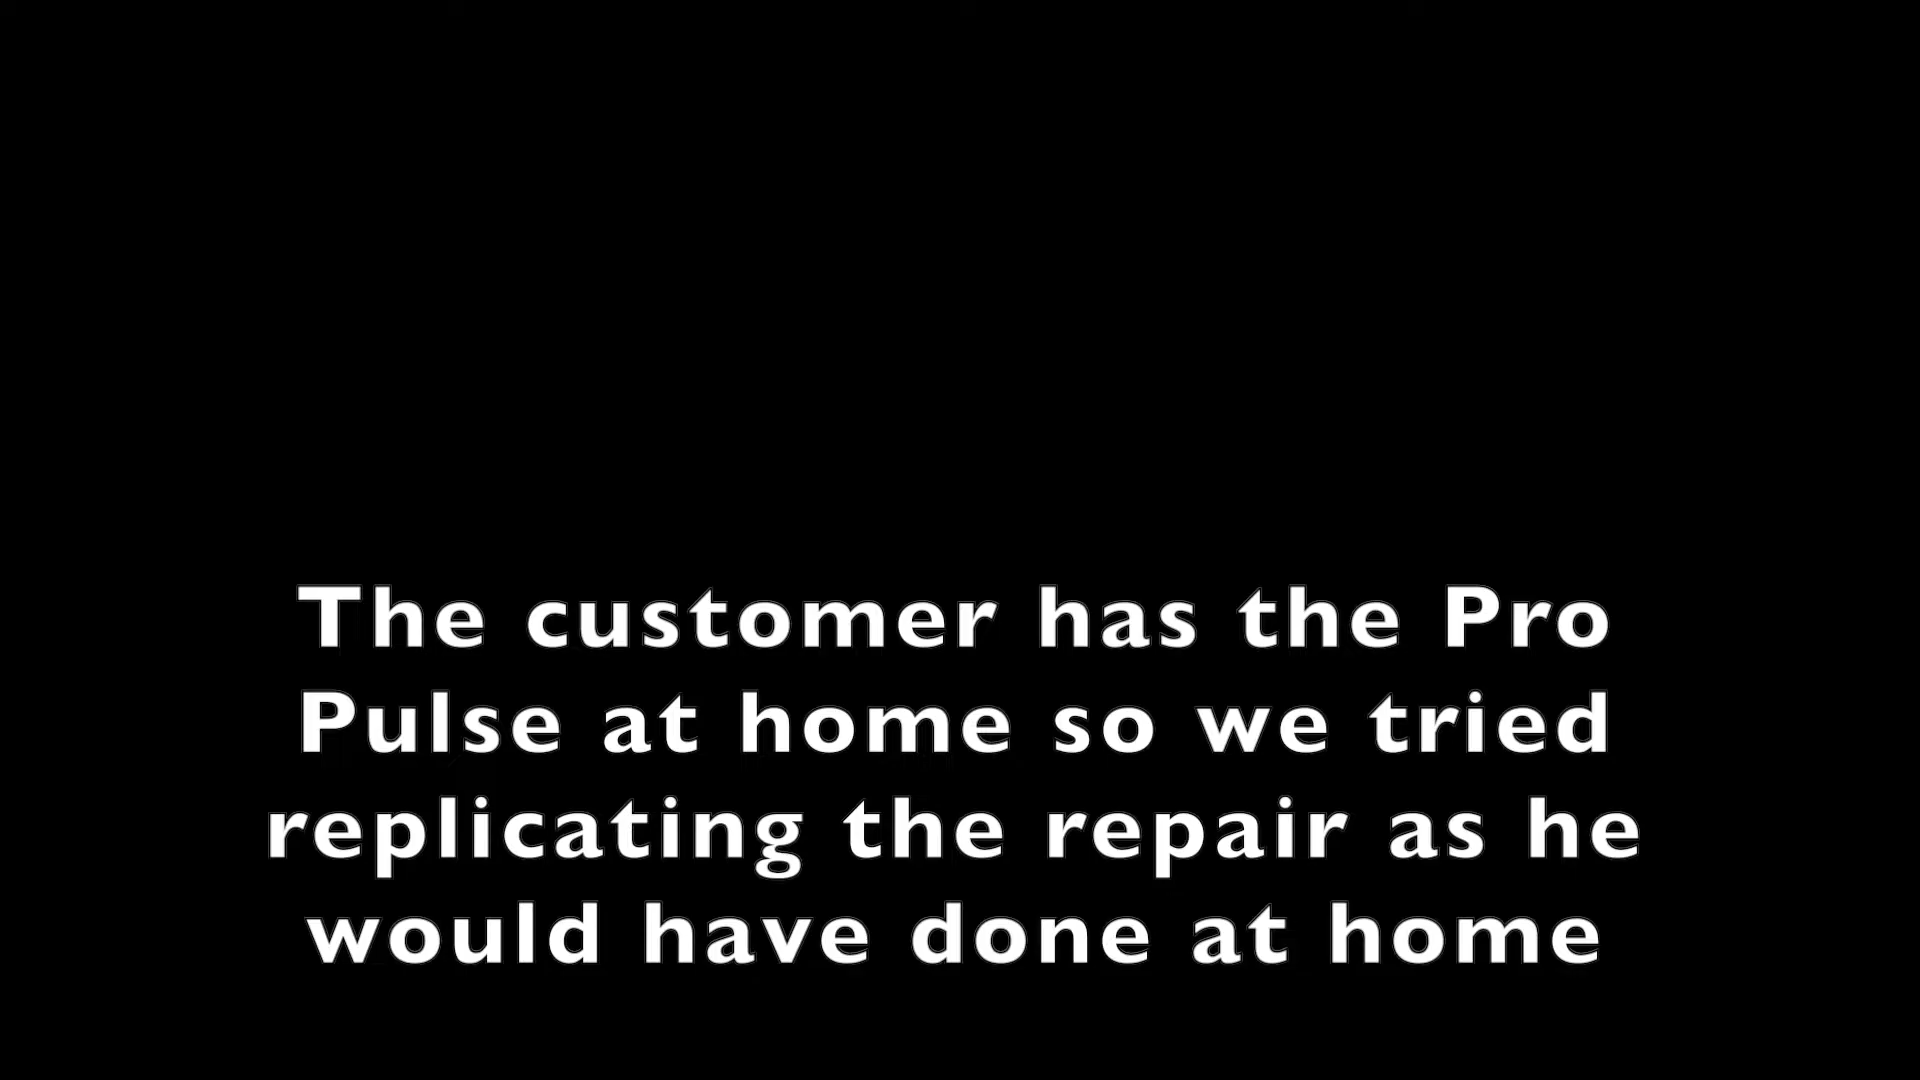 The customer has the Pro
Pulse at home so we tried
replicating the repair as he
would have done at home